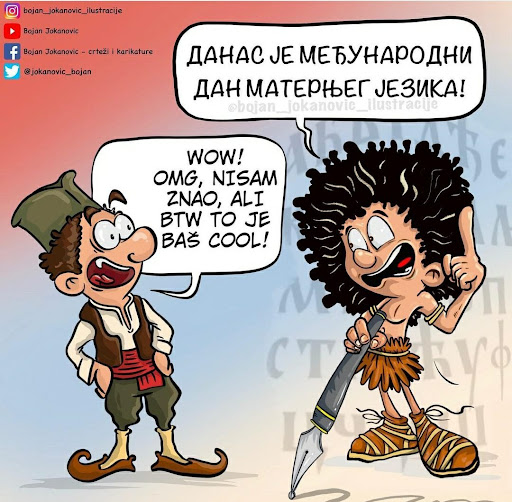 bojan_jokanovic_ilustracije
Bojan Jokanovic
Bojan Jokanovic - crteži i karikature
@jokanovic_bojan
ДАНАС ЈЕ МЕЂУНАРОДНИ
ДАН МАТЕРЊЕГ ЈЕЗИКА!
©bojan_jokanovic_ilustracije
WOW!
OMG, NISAM
ZNAO, ALI
BTW TO JE
BAŠ COOL!